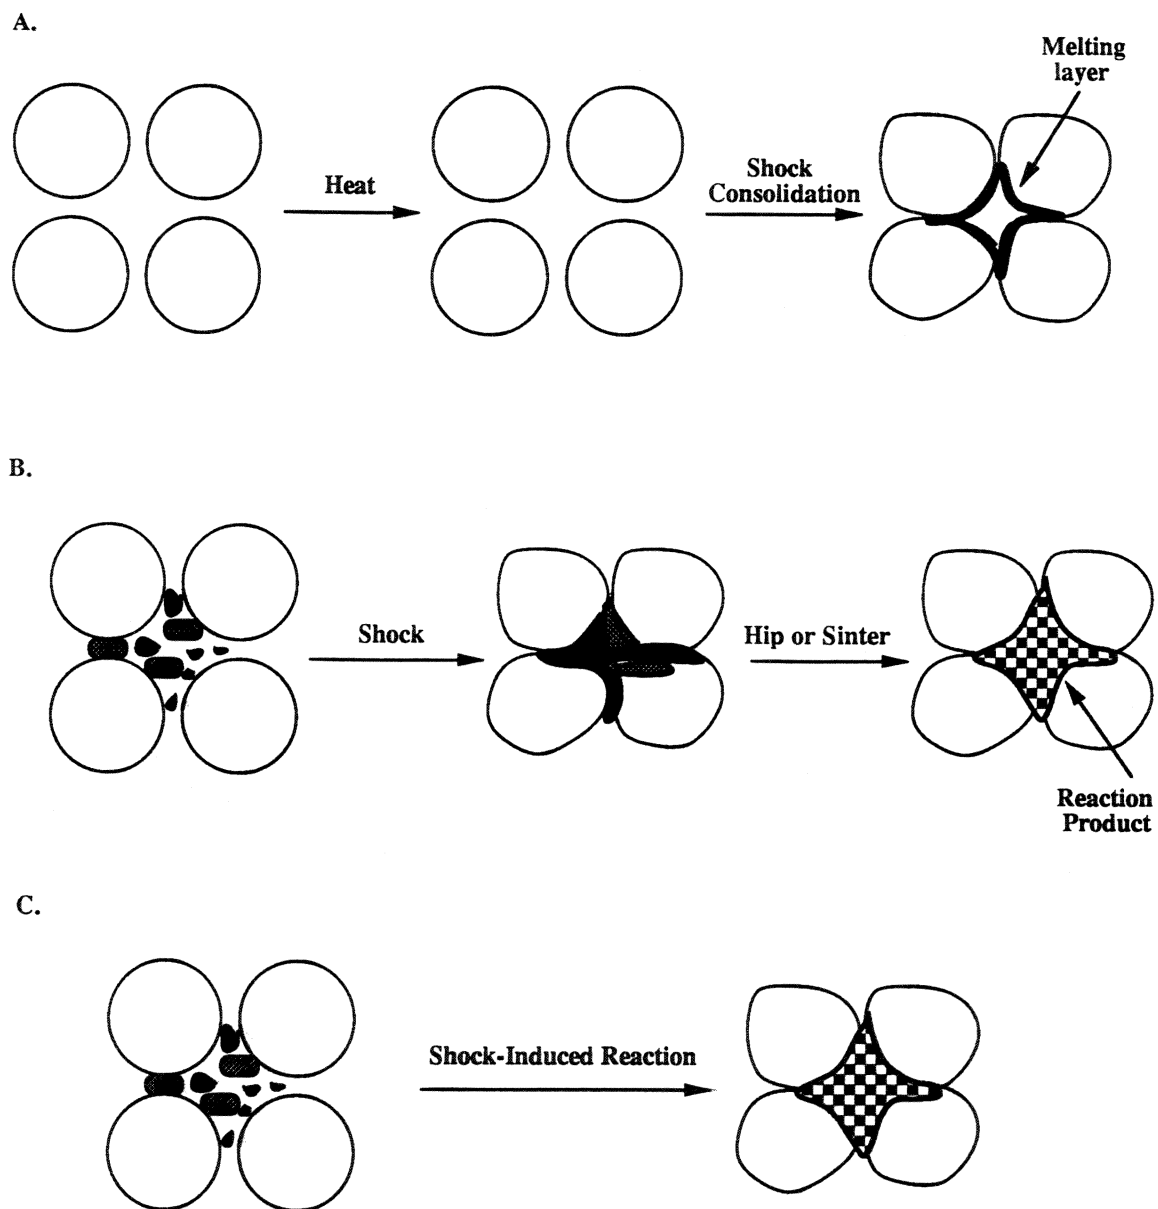 A.
Melting
layer
Heat
Shock
Consolidation
B.
Shock
Hip or Sinter
Reaction
Product
C.
Shock-Induced Reaction